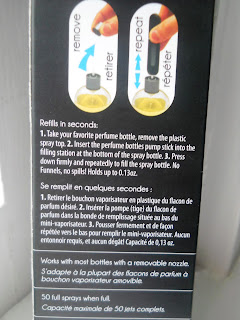 remove
retirer
repeat
répéter
Refills in seconds:
1. Take your favorite perfume bottle, remove the plastic
spray top. 2. Insert the perfume bottles pump stick into the
filling station at the bottom of the spray bottle. 3. Press
down firmly and repeatedly to fill the spray bottle. No
Funnels, no spills! Holds up to 0.13oz.
Se remplit en quelques secondes :
1. Retirer le bouchon vaporisateur en plastique du flacon de
parfum désiré. 2. Insérer la pompe (tige) du flacon de
parfum dans la bonde de remplissage située au bas du
mini-vaporisateur. 3. Pousser fermement et de façon
répétée vers le bas pour remplir le mini-vaporisateur. Aucun
entonnoir requis, et aucun dégât! Capacité de 0,13 oz.
Works with most bottles with a removable nozzle.
S'adapte à la plupart des flacons de parfum à
bouchon vaporisateur amovible.
50 full sprays when full.
Capacité maximale de 50 jets complets.